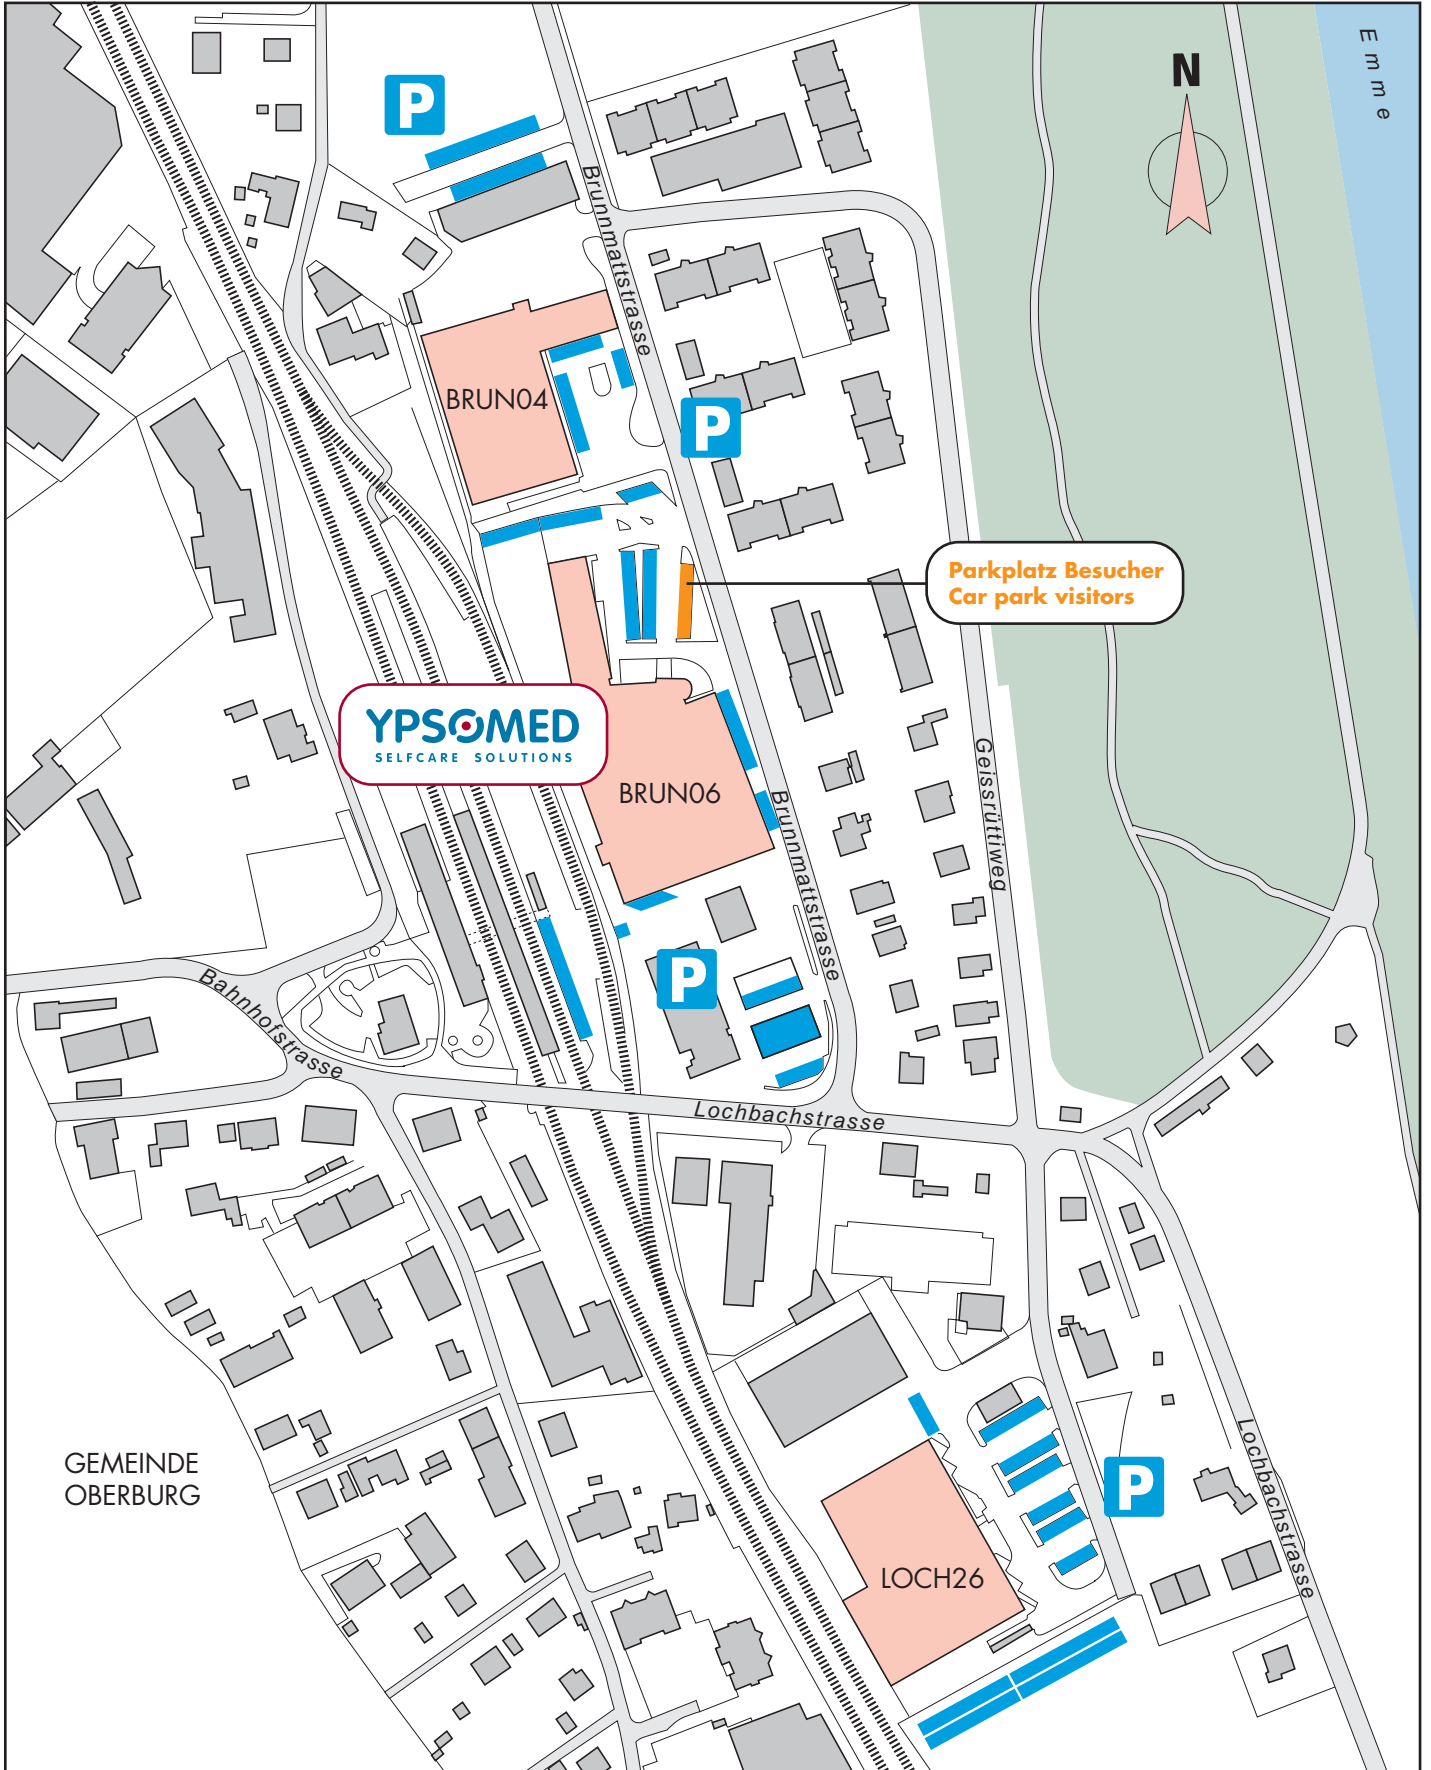 Emme
N
P
Brunnmattstrasse
BRUN04
P
Parkplatz Besucher
Car park visitors
YPSOMED
SELFCARE SOLUTIONS
BRUN06
Geissrüttiweg
Brunnmattstrasse
P
Bahnhofstrasse
Lochbachstrasse
GEMEINDE
OBERBURG
P
Lochbachstrasse
LOCH26